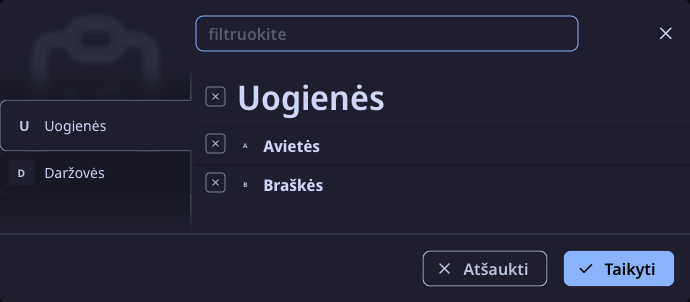 filtruokite
Uogienės
U Uogienės
A Avietės
D Daržovės
B Braškės
Atšaukti
Taikyti